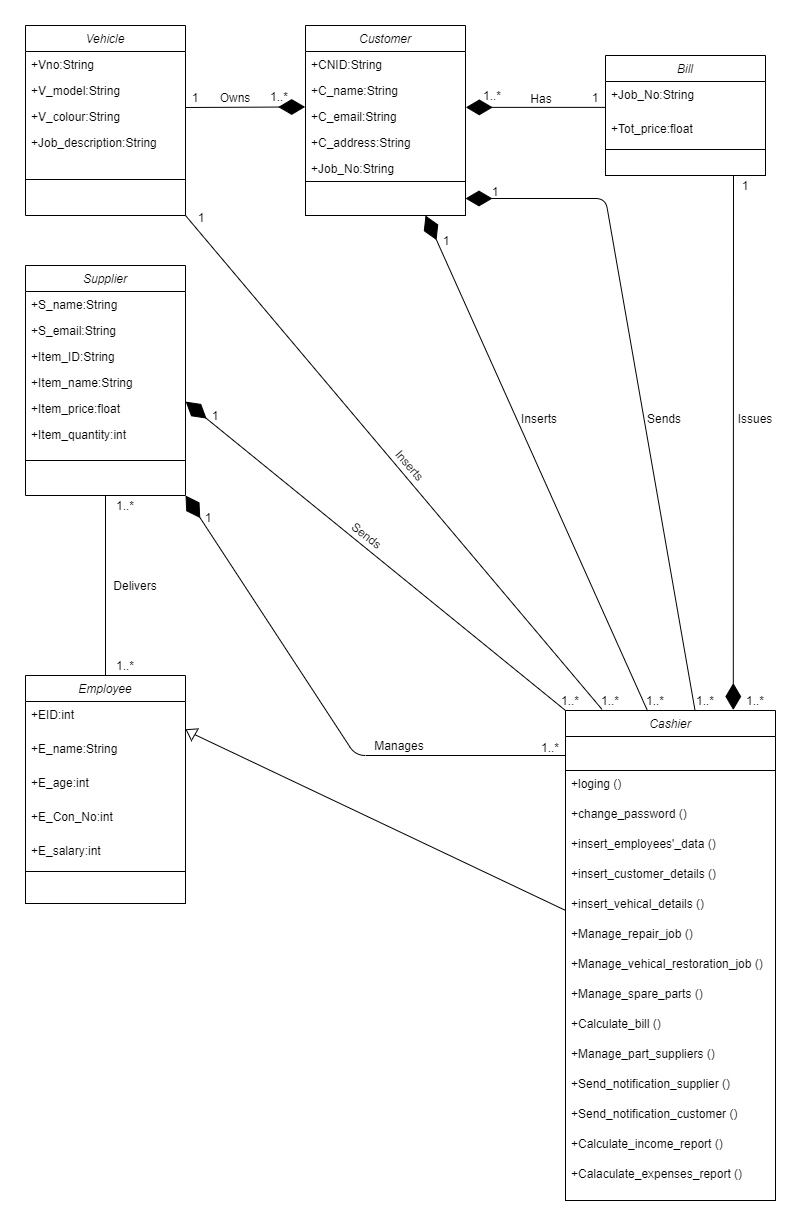 Vehicle
+Vno:String
+V_model:String
+V_colour:String
+Job_description:String
1
Owns
1..*
Customer
+CNID:String
+C_name:String
+C_email:String
+C_address:String
+Job_No:String
1..*
Has
1
Bill
+Job_No:String
+Tot_price:float
1
1
1
1
Supplier
+S_name:String
+S_email:String
+Item_ID:String
+Item_name:String
+Item_price:float
+Item_quantity:int
1
1
Inserts
Sends
Issues
Inserts
Sends
1..*
Delivers
1..*
Manages
1..*
1..*
1..*
1..*
1..*
1..*
Employee
+EID:int
+E_name:String
+E_age:int
+E_Con_No:int
+E_salary:int
Cashier
+loging ()
+change_password ()
+insert_employees'_data ()
+insert_customer_details ()
+insert_vehical_details ()
+Manage_repair_job ()
+Manage_vehical_restoration_job ()
+Manage_spare_parts ()
+Calculate_bill ()
+Manage_part_suppliers ()
+Send_notification_supplier ()
+Send_notification_customer ()
+Calculate_income_report ()
+Calaculate_expenses_report ()